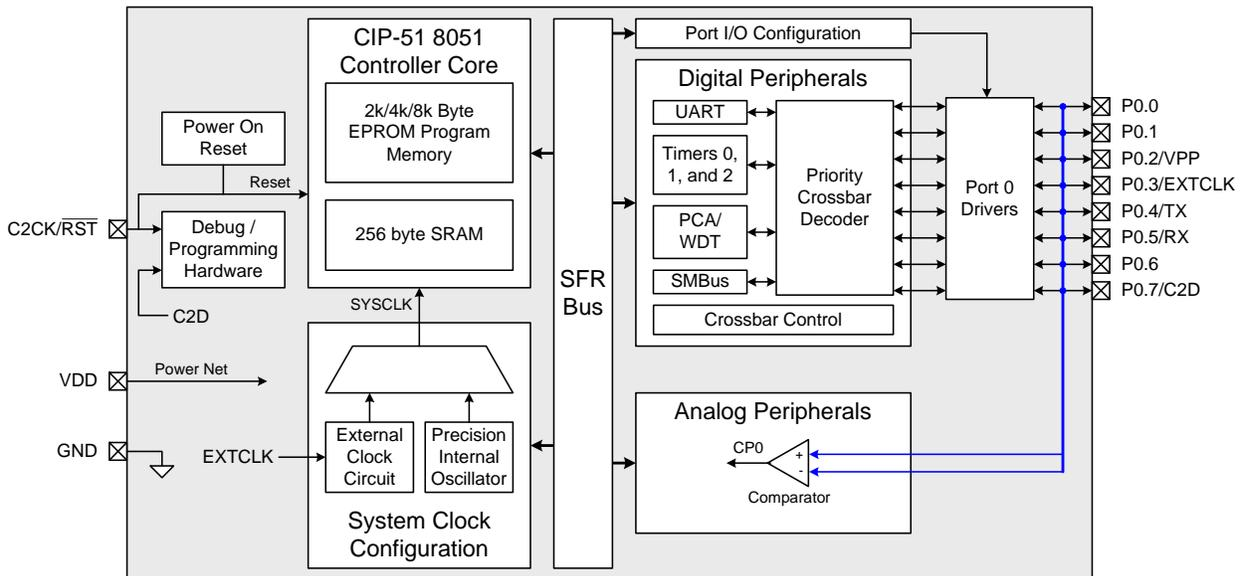 CIP-51 8051
Controller Core
2k/4k/8k Byte
EPROM Program
Memory
256 byte SRAM
Power On
Reset
Reset
C2CK/RST
Debug /
Programming
Hardware
C2D
SYSCLK
VDD
Power Net
GND
EXTCLK
External
Clock
Circuit
Precision
Internal
Oscillator
System Clock
Configuration
SFR
Bus
Port I/O Configuration
Digital Peripherals
UART
Timers 0,
1, and 2
PCA/
WDT
SMBus
Priority
Crossbar
Decoder
Crossbar Control
Port 0
Drivers
P0.0
P0.1
P0.2/VPP
P0.3/EXTCLK
P0.4/TX
P0.5/RX
P0.6
P0.7/C2D
Analog Peripherals
CP0
+
-
Comparator